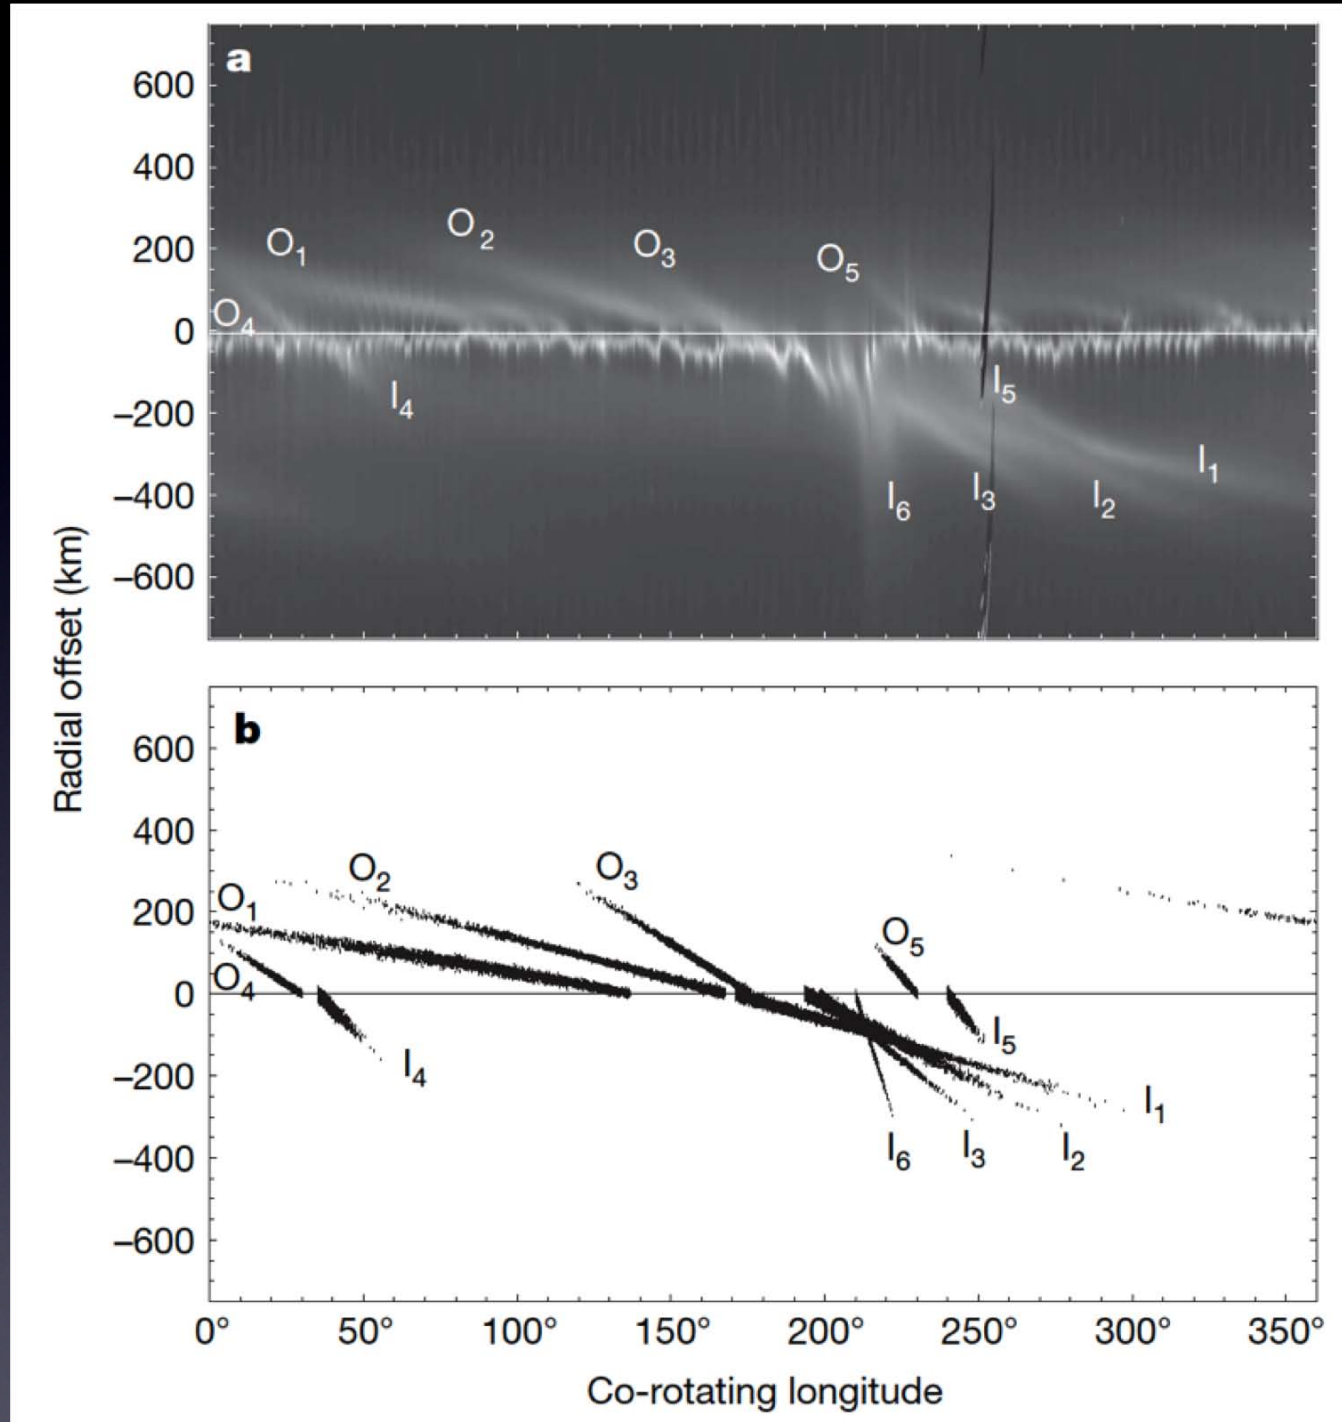 a
600
400
200
0
−200
−400
−600
O₁
O₂
O₃
O₅
O₄
I₄
I₅
I₁
I₆
I₃
I₂
Radial offset (km)
b
600
400
200
0
−200
−400
−600
O₂
O₃
O₁
O₅
O₄
I₅
I₄
I₁
I₆
I₃
I₂
0° 50° 100° 150° 200° 250° 300° 350°
Co-rotating longitude